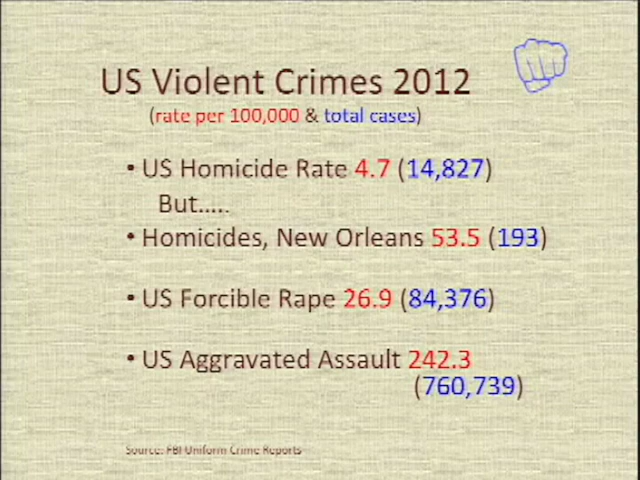 US Violent Crimes 2012
(rate per 100,000 & total cases)
• US Homicide Rate 4.7 (14,827)
But.....
• Homicides, New Orleans 53.5 (193)
• US Forcible Rape 26.9 (84,376)
• US Aggravated Assault 242.3
(760,739)
Source: FBI Uniform Crime Reports